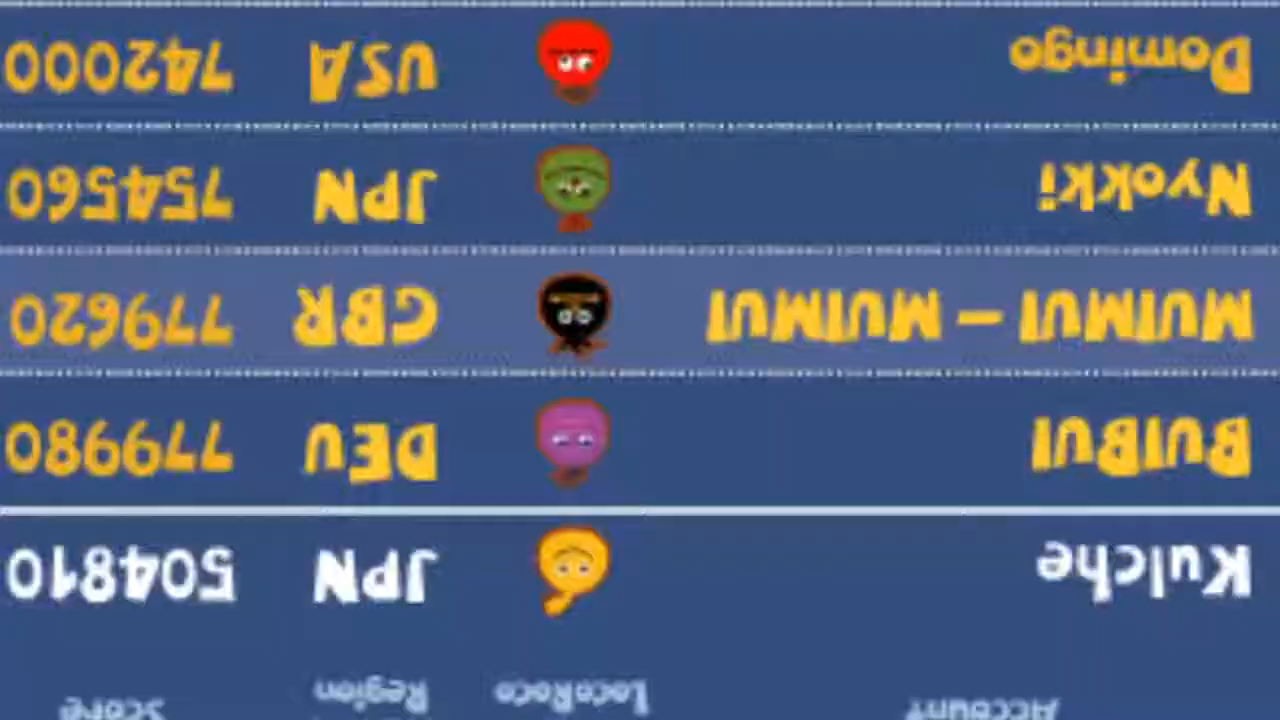 Account LocoRoco Region Score
Kulche JPN 504810
BUIBUI DEU 779980
MUIMUI – MUIMUI GBR 779620
Nyokki JPN 754560
Domingo USA 742000